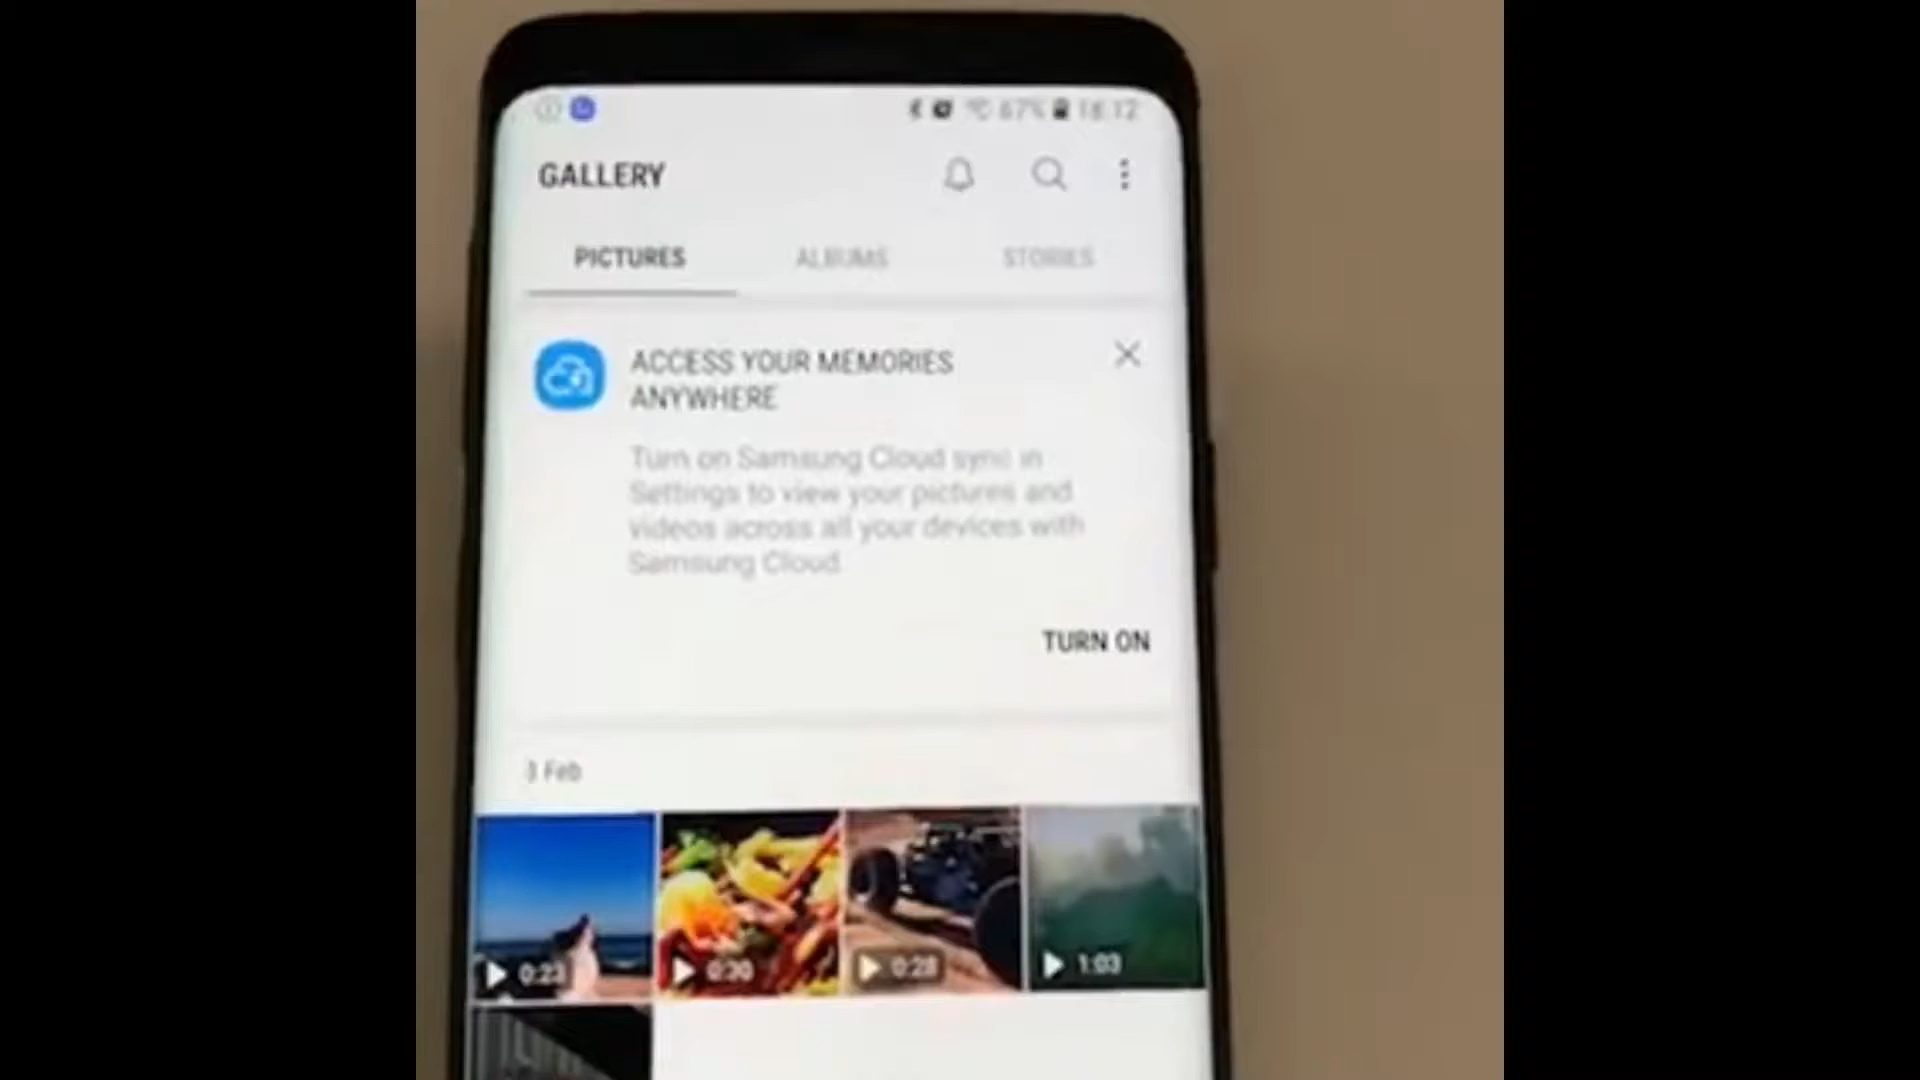 67% 16:12
GALLERY
PICTURES ALBUMS STORIES
ACCESS YOUR MEMORIES
ANYWHERE
Turn on Samsung Cloud sync in
Settings to view your pictures and
videos across all your devices with
Samsung Cloud.
TURN ON
Feb
0:23 0:30 0:28 1:03